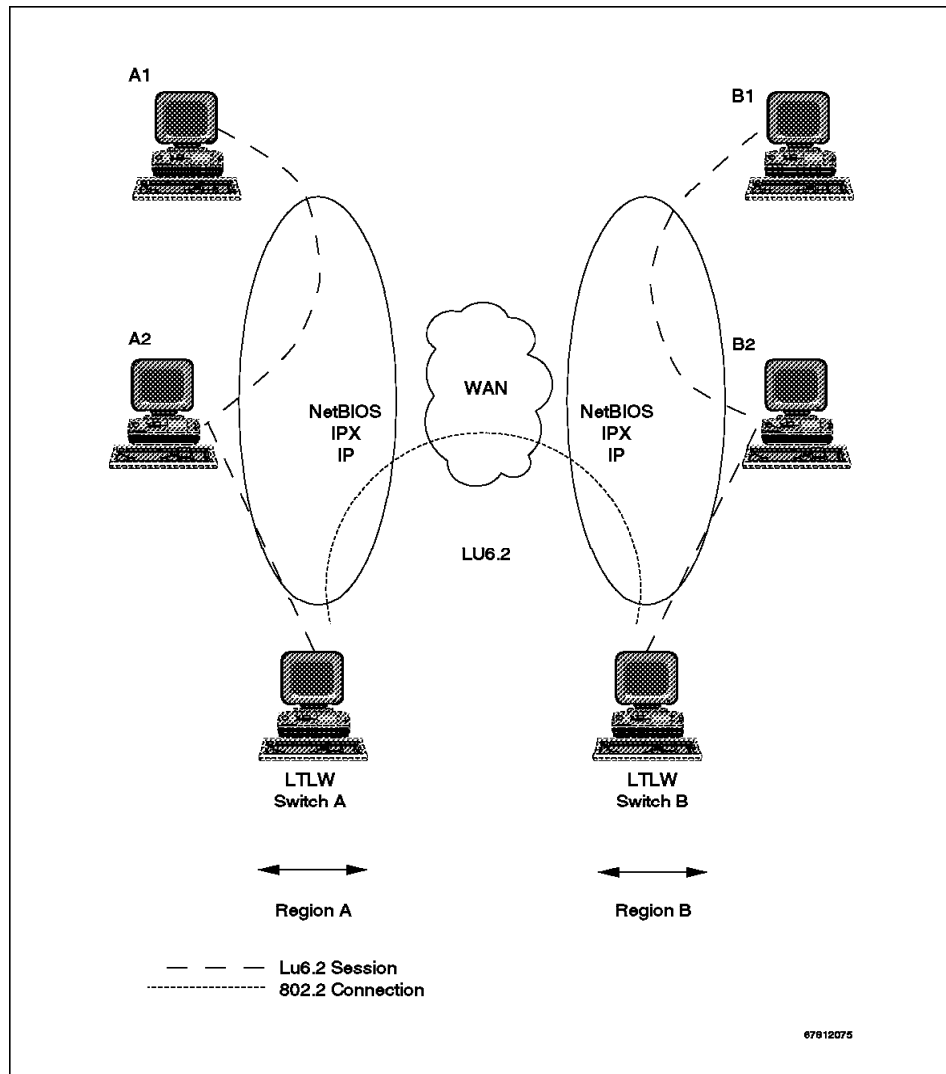 A1
B1
A2
B2
WAN
NetBIOS
IPX
IP
NetBIOS
IPX
IP
LU6.2
LTLW
Switch A
LTLW
Switch B
Region A
Region B
Lu6.2 Session
802.2 Connection
67912075